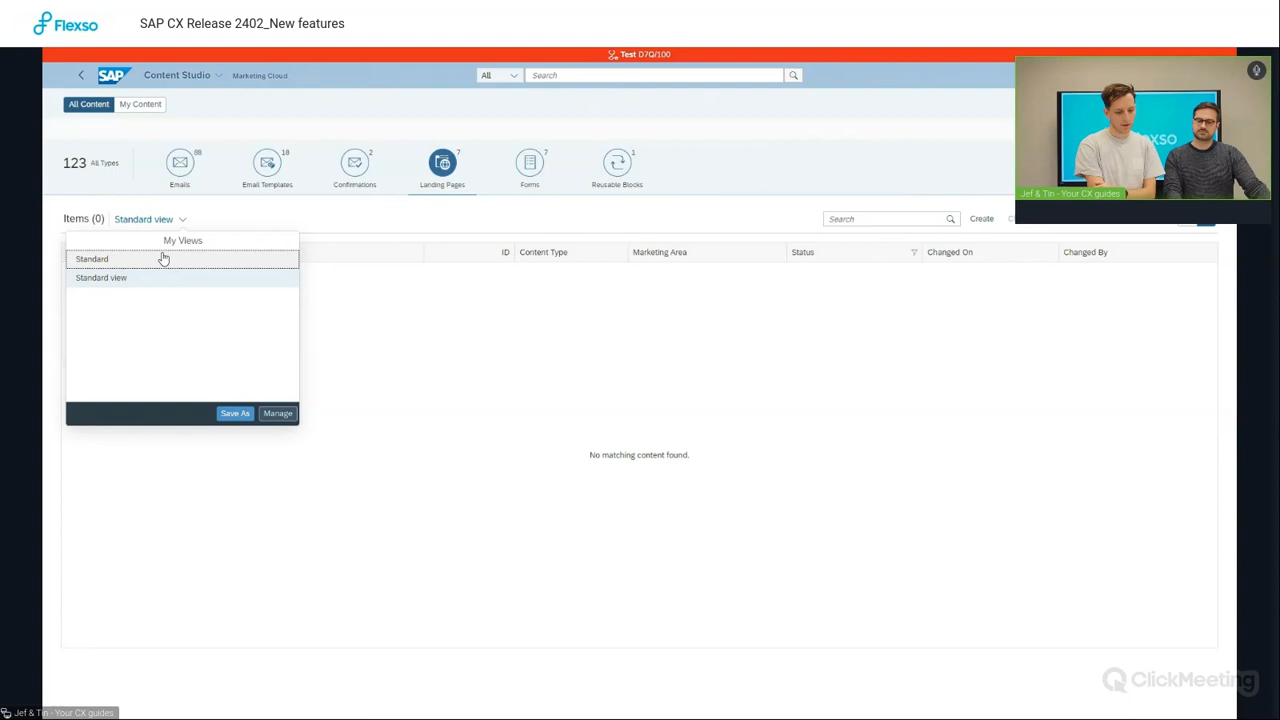 Flexso
SAP CX Release 2402_New features
Test D7Q/100
SAP
Content Studio
Marketing Cloud
All
Search
All Content
My Content
123 All Types
88
Emails
10
Email Templates
2
Confirmations
7
Landing Pages
7
Forms
1
Reusable Blocks
Items (0)
Standard view
Search
Create
My Views
Standard
Standard view
Save As
Manage
ID
Content Type
Marketing Area
Status
Changed On
Changed By
No matching content found.
Jef & Tin - Your CX guides
ClickMeeting
Jef & Tin - Your CX guides